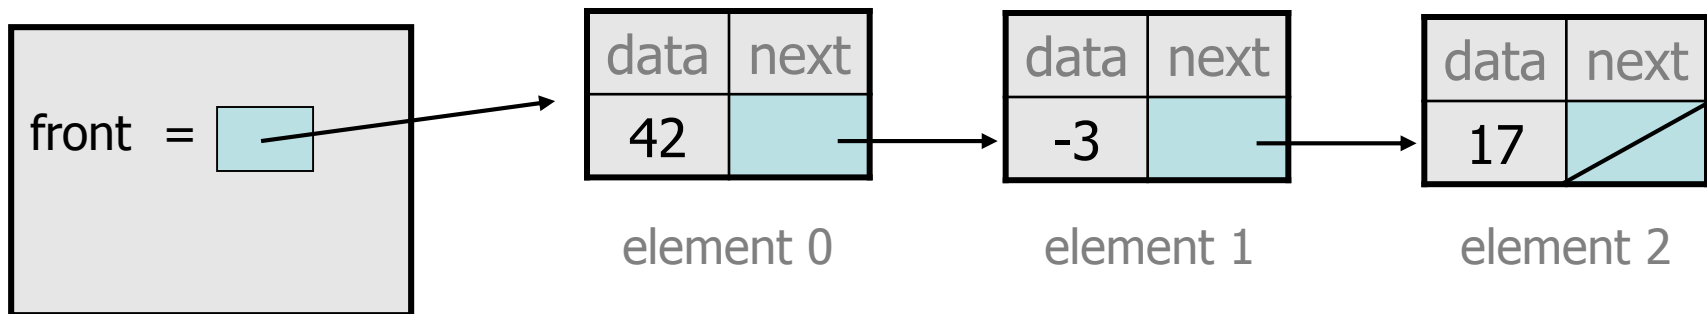 front =
data next
42
element 0
data next
-3
element 1
data next
17
element 2